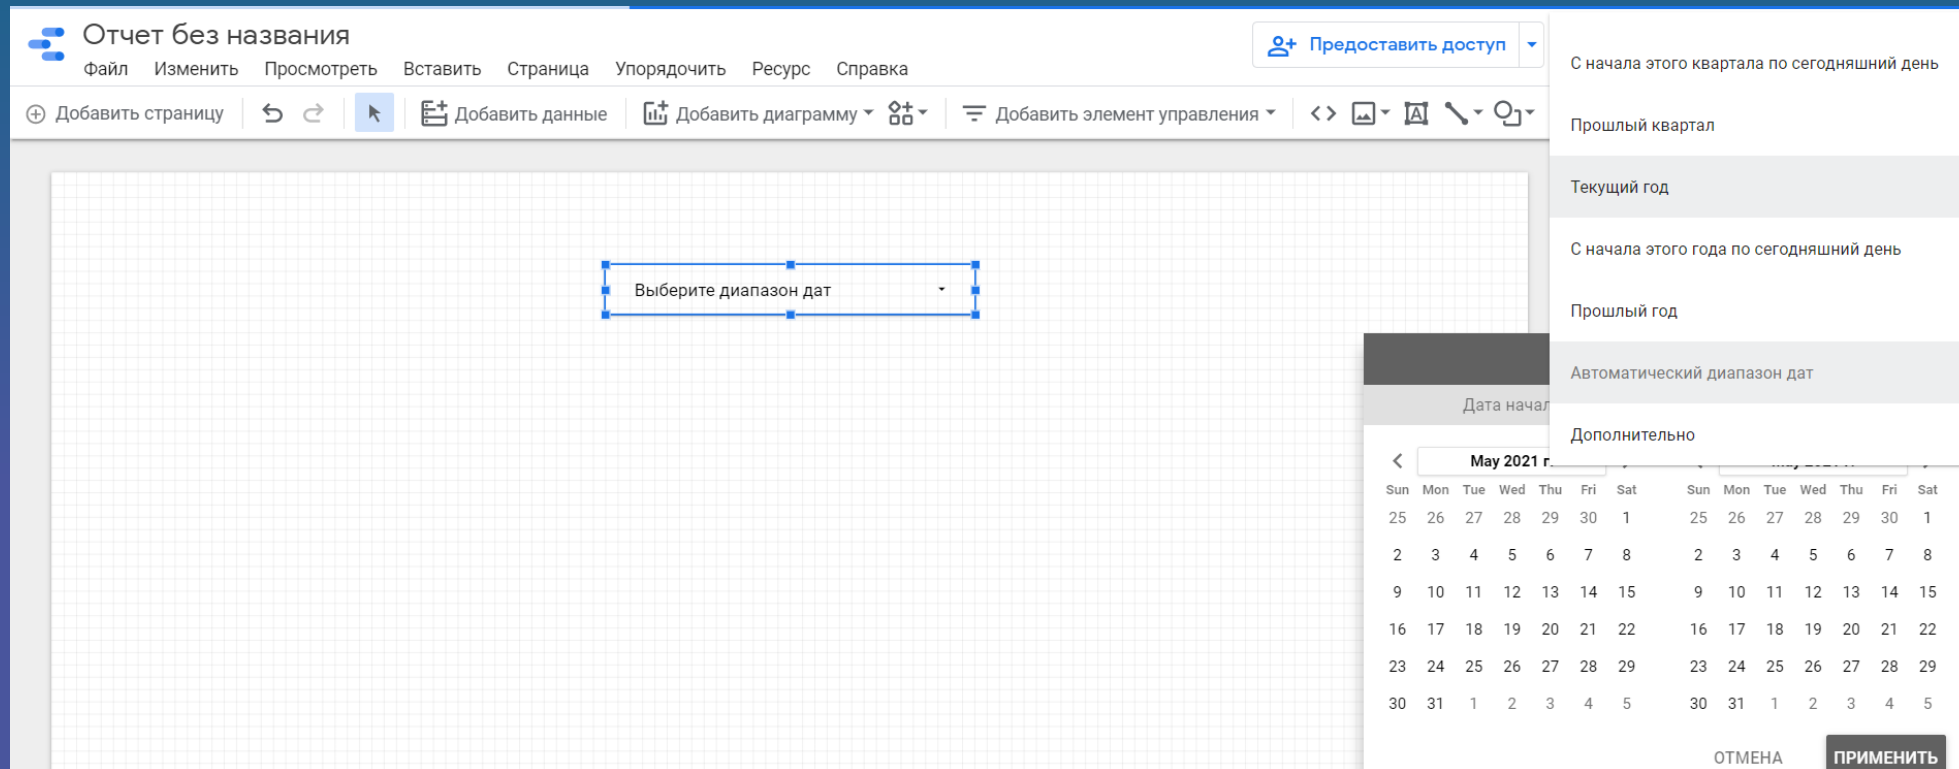 Отчет без названия
Файл Изменить Просмотреть Вставить Страница Упорядочить Ресурс Справка
Предоставить доступ
Добавить страницу Добавить данные Добавить диаграмму Добавить элемент управления
Выберите диапазон дат
С начала этого квартала по сегодняшний день
Прошлый квартал
Текущий год
С начала этого года по сегодняшний день
Прошлый год
Автоматический диапазон дат
Дополнительно
Дата начал
May 2021 г.
Sun Mon Tue Wed Thu Fri Sat
25 26 27 28 29 30 1
2 3 4 5 6 7 8
9 10 11 12 13 14 15
16 17 18 19 20 21 22
23 24 25 26 27 28 29
30 31 1 2 3 4 5
Sun Mon Tue Wed Thu Fri Sat
25 26 27 28 29 30 1
2 3 4 5 6 7 8
9 10 11 12 13 14 15
16 17 18 19 20 21 22
23 24 25 26 27 28 29
30 31 1 2 3 4 5
ОТМЕНА ПРИМЕНИТЬ